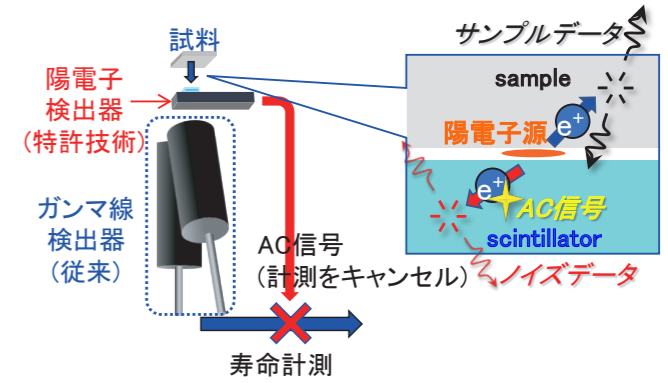 試料
陽電子
検出器
(特許技術)
ガンマ線
検出器
(従来)
AC信号
(計測をキャンセル)
寿命計測
サンプルデータ
sample
陽電子源
e+
e+
AC信号
scintillator
ノイズデータ